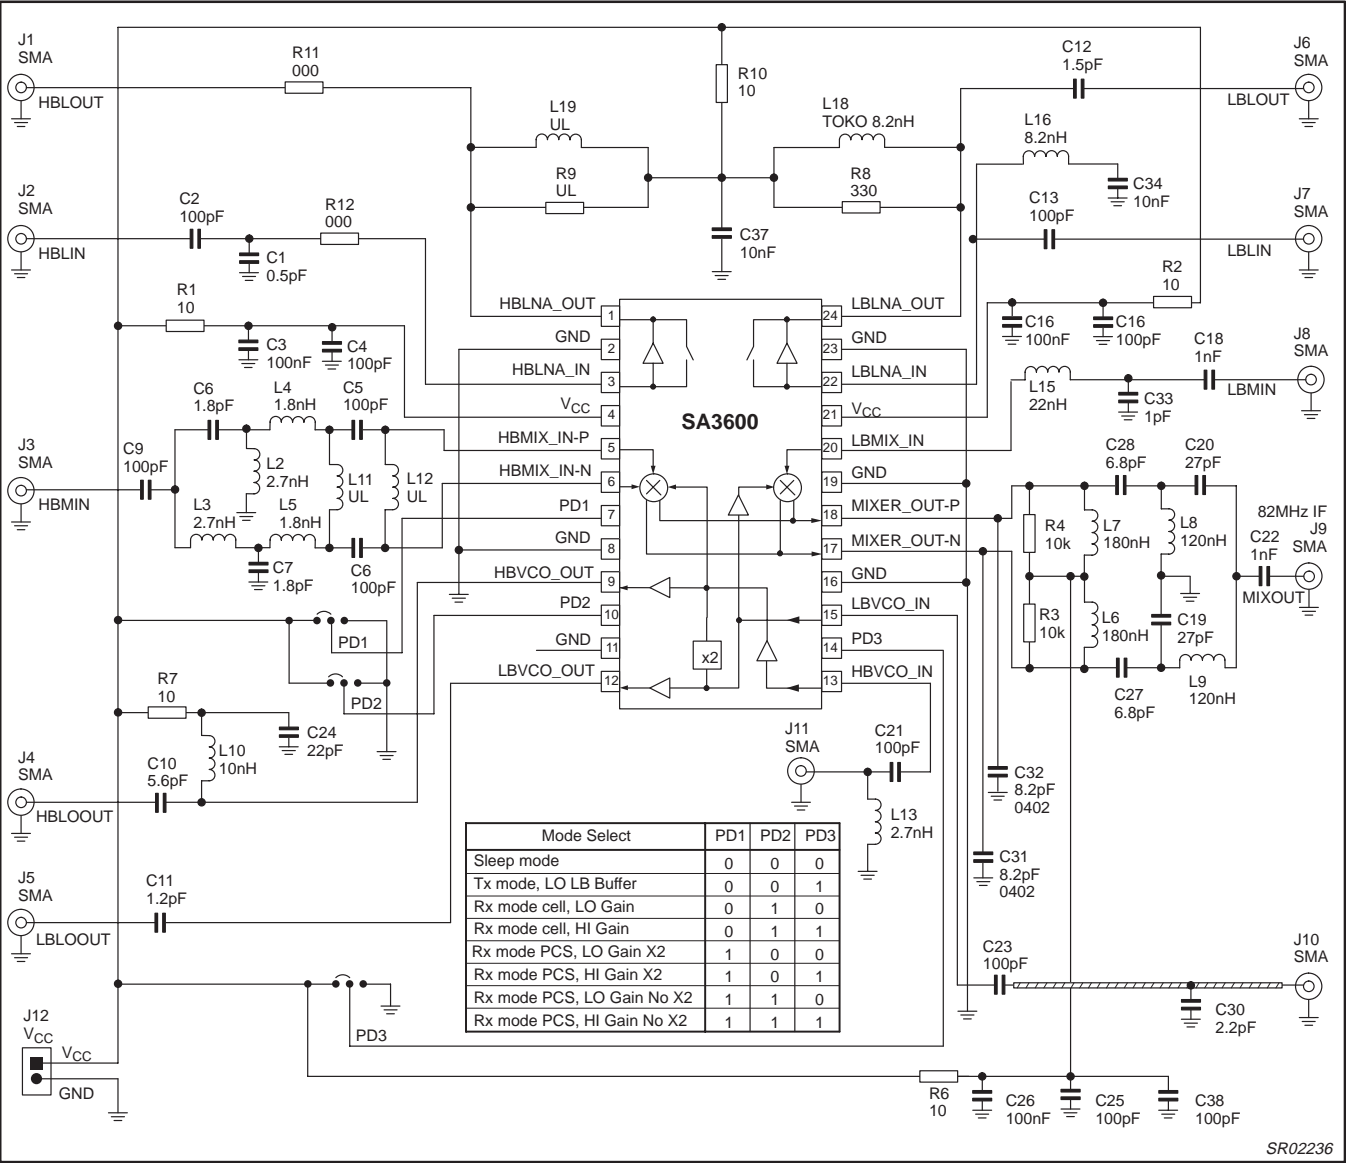 J1
SMA
HBLOUT
R11
000
L19
UL
R9
UL
R10
10
L18
TOKO 8.2nH
R8
330
C12
1.5pF
J6
SMA
LBLOUT
L16
8.2nH
C34
10nF
J2
SMA
HBLIN
C2
100pF
R12
000
C1
0.5pF
C37
10nF
C13
100pF
J7
SMA
LBLIN
R1
10
C3
100nF
C4
100pF
R2
10
C16
100nF
C16
100pF
C18
1nF
J8
SMA
LBMIN
L15
22nH
C33
1pF
HBLNA_OUT
1
GND
2
HBLNA_IN
3
VCC
4
HBMIX_IN-P
5
HBMIX_IN-N
6
PD1
7
GND
8
HBVCO_OUT
9
PD2
10
GND
11
LBVCO_OUT
12
SA3600
x2
24
LBLNA_OUT
23
GND
22
LBLNA_IN
21
VCC
20
LBMIX_IN
19
GND
18
MIXER_OUT-P
17
MIXER_OUT-N
16
GND
15
LBVCO_IN
14
PD3
13
HBVCO_IN
J3
SMA
HBMIN
C9
100pF
C6
1.8pF
L4
1.8nH
C5
100pF
L2
2.7nH
L11
UL
L12
UL
L3
2.7nH
L5
1.8nH
C7
1.8pF
C6
100pF
C28
6.8pF
C20
27pF
R4
10k
L7
180nH
L8
120nH
82MHz IF
J9
SMA
C22
1nF
MIXOUT
R3
10k
L6
180nH
C19
27pF
C27
6.8pF
L9
120nH
PD1
PD2
R7
10
C24
22pF
L10
10nH
J4
SMA
HBLOOUT
C10
5.6pF
J11
SMA
C21
100pF
L13
2.7nH
C32
8.2pF
0402
C31
8.2pF
0402
J5
SMA
LBLOOUT
C11
1.2pF
Mode Select PD1 PD2 PD3
Sleep mode 0 0 0
Tx mode, LO LB Buffer 0 0 1
Rx mode cell, LO Gain 0 1 0
Rx mode cell, HI Gain 0 1 1
Rx mode PCS, LO Gain X2 1 0 0
Rx mode PCS, HI Gain X2 1 0 1
Rx mode PCS, LO Gain No X2 1 1 0
Rx mode PCS, HI Gain No X2 1 1 1
C23
100pF
J10
SMA
C30
2.2pF
PD3
J12
VCC
VCC
GND
R6
10
C26
100nF
C25
100pF
C38
100pF
SR02236